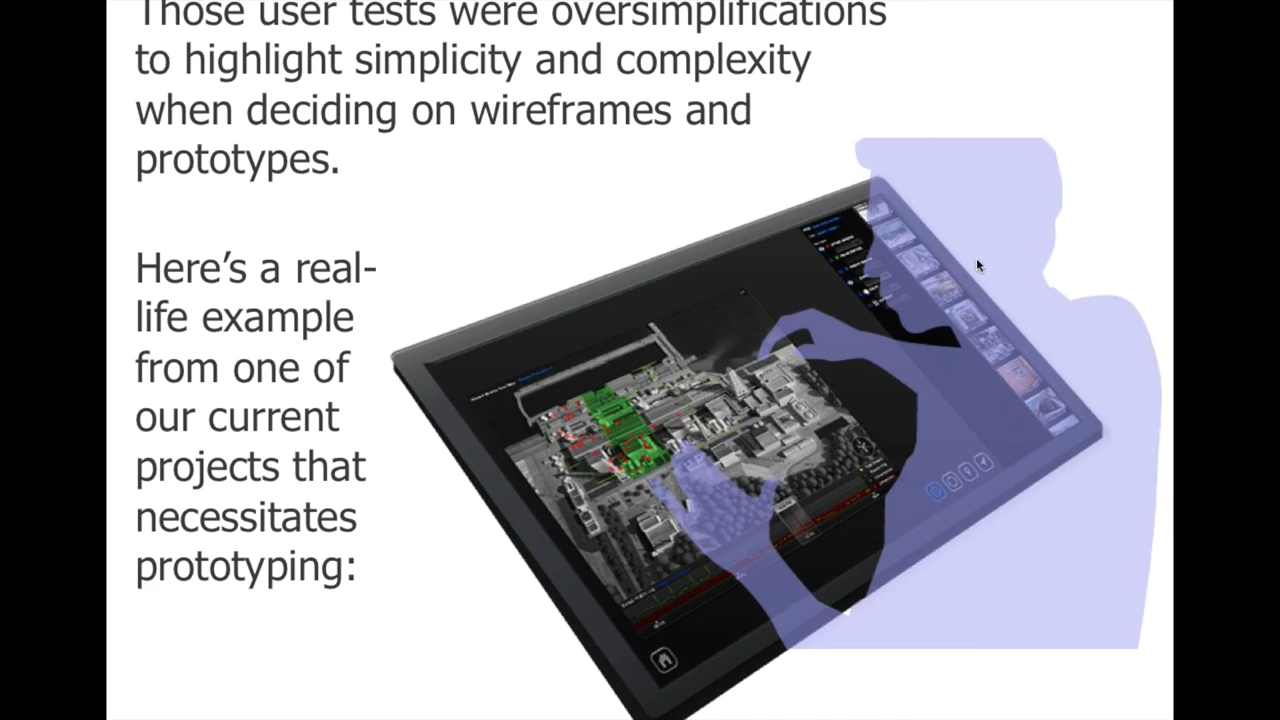 Those user tests were oversimplifications
to highlight simplicity and complexity
when deciding on wireframes and
prototypes.
Here’s a real-
life example
from one of
our current
projects that
necessitates
prototyping: